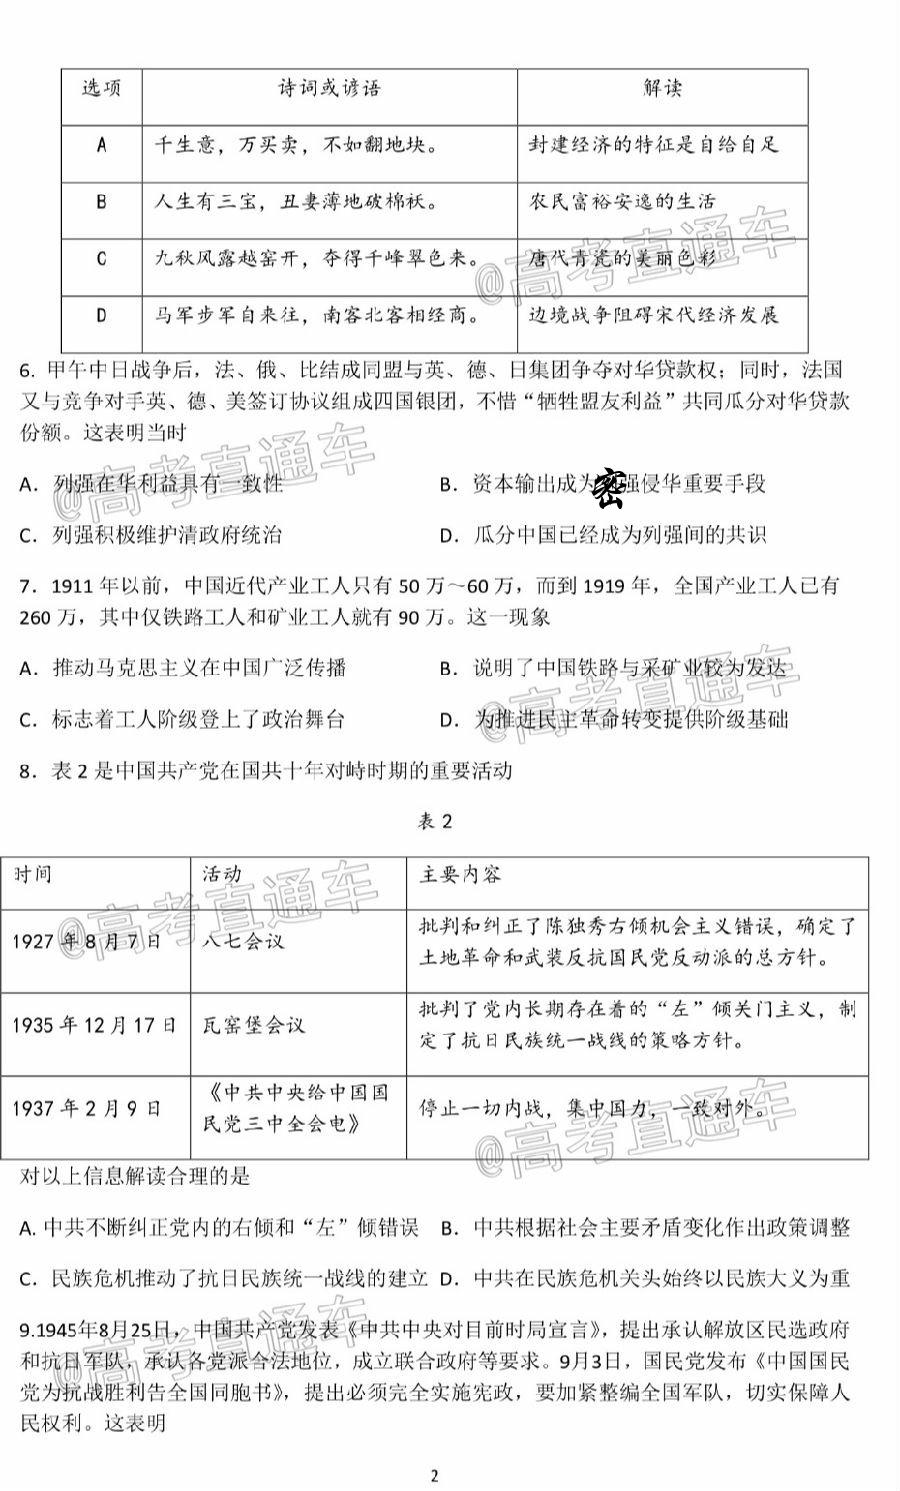 选项 诗词或谚语 解读
A 千生意，万买卖，不如翻地块。 封建经济的特征是自给自足
B 人生有三宝，丑妻薄地破棉袄。 农民富裕安逸的生活
C 九秋风露越窑开，夺得千峰翠色来。 唐代青瓷的美丽色彩
D 马军步军自来往，南客北客相经商。 边境战争阻碍宋代经济发展
@高考直通车
6. 甲午中日战争后，法、俄、比结成同盟与英、德、日集团争夺对华贷款权；同时，法国
又与竞争对手英、德、美签订协议组成四国银团，不惜“牺牲盟友利益”共同瓜分对华贷款
份额。这表明当时
@高考直通车
A．列强在华利益具有一致性 B．资本输出成为密强侵华重要手段
C．列强积极维护清政府统治 D．瓜分中国已经成为列强间的共识
7．1911 年以前，中国近代产业工人只有 50 万～60 万，而到 1919 年，全国产业工人已有
260 万，其中仅铁路工人和矿业工人就有 90 万。这一现象
A．推动马克思主义在中国广泛传播 B．说明了中国铁路与采矿业较为发达
@高考直通车
C．标志着工人阶级登上了政治舞台 D．为推进民主革命转变提供阶级基础
8．表 2 是中国共产党在国共十年对峙时期的重要活动
表 2
时间 活动 主要内容
@高考直通车
1927 年 8 月 7 日 八七会议 批判和纠正了陈独秀右倾机会主义错误，确定了
土地革命和武装反抗国民党反动派的总方针。
1935 年 12 月 17 日 瓦窑堡会议 批判了党内长期存在着的“左”倾关门主义，制
定了抗日民族统一战线的策略方针。
1937 年 2 月 9 日 《中共中央给中国国
民党三中全会电》 停止一切内战，集中国力，一致对外。
@高考直通车
对以上信息解读合理的是
A. 中共不断纠正党内的右倾和“左”倾错误 B．中共根据社会主要矛盾变化作出政策调整
C．民族危机推动了抗日民族统一战线的建立 D．中共在民族危机关头始终以民族大义为重
@高考直通车
9.1945年8月25日，中国共产党发表《中共中央对目前时局宣言》，提出承认解放区民选政府
和抗日军队，承认各党派合法地位，成立联合政府等要求。9月3日，国民党发布《中国国民
党为抗战胜利告全国同胞书》，提出必须完全实施宪政，要加紧整编全国军队，切实保障人
民权利。这表明
2